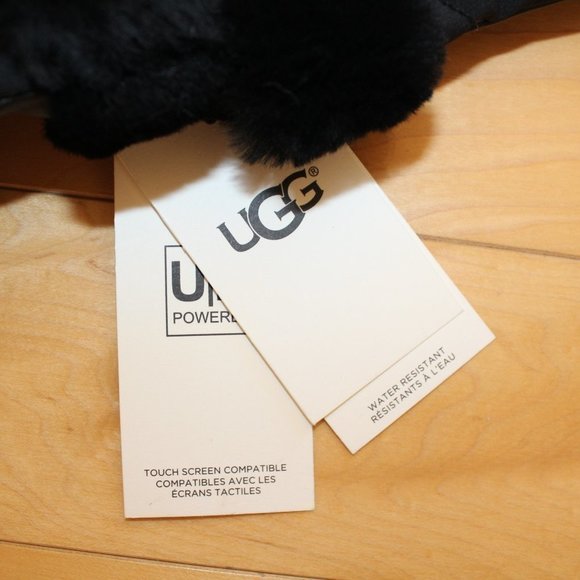 UGG®
POWERE
WATER RESISTANT
RÉSISTANTS À L'EAU
TOUCH SCREEN COMPATIBLE
COMPATIBLES AVEC LES
ÉCRANS TACTILES